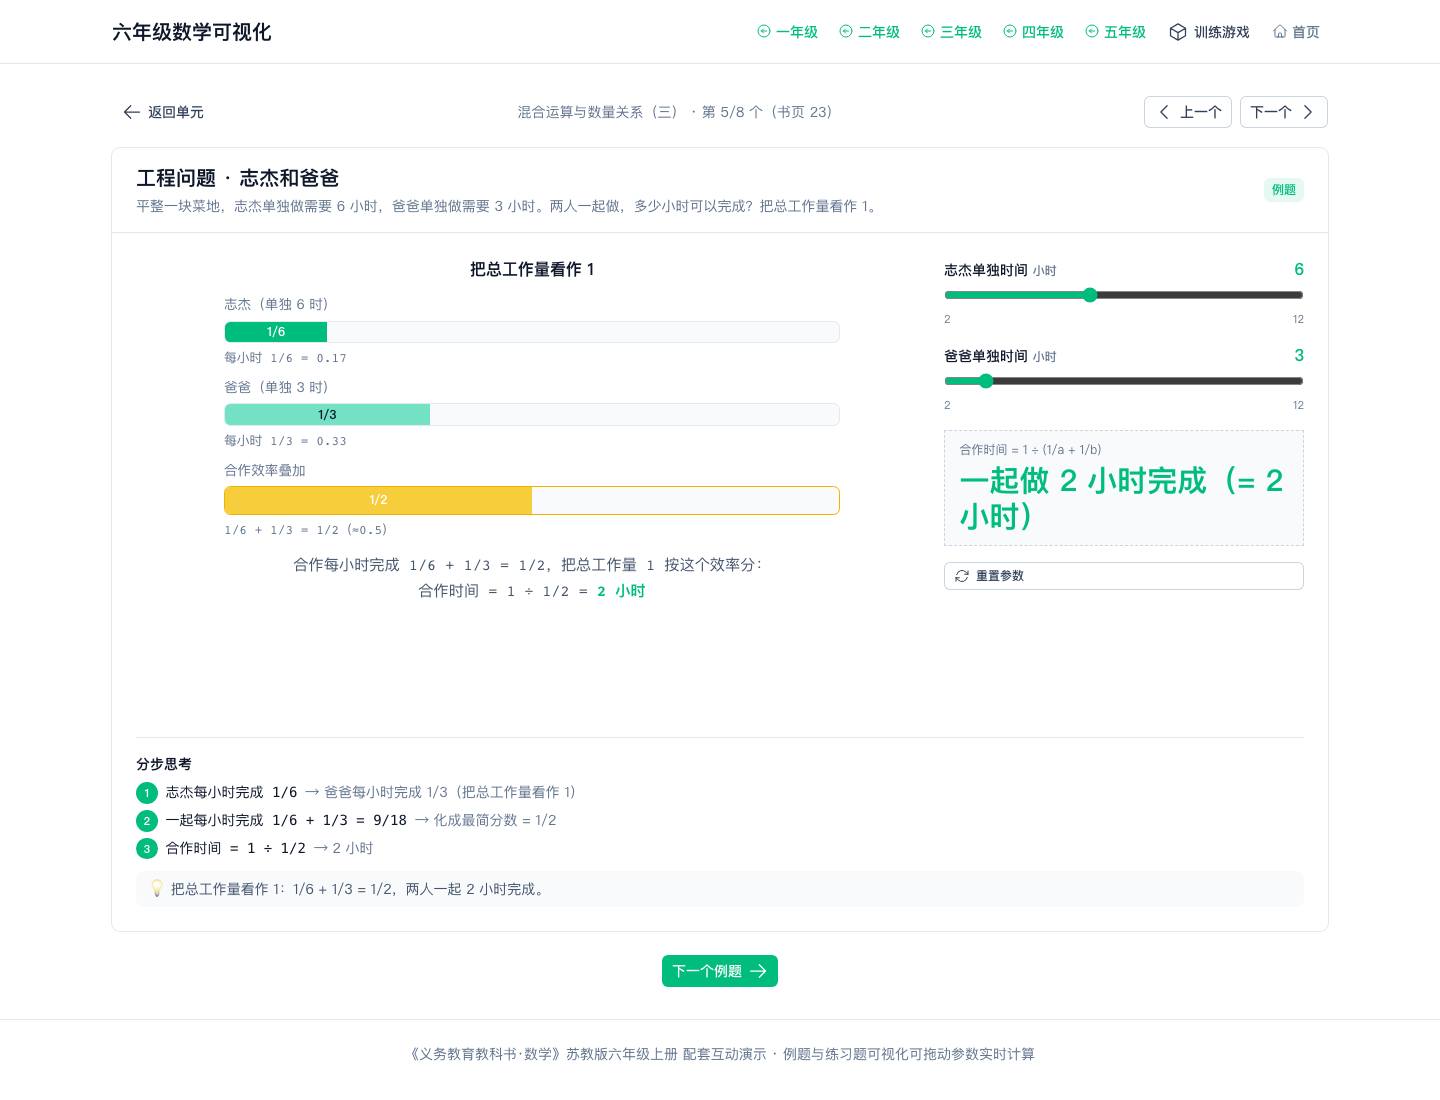 六年级数学可视化
一年级 二年级 三年级 四年级 五年级 训练游戏 首页
返回单元
混合运算与数量关系（三） · 第 5/8 个（书页 23）
上一个 下一个
工程问题 · 志杰和爸爸
平整一块菜地，志杰单独做需要 6 小时，爸爸单独做需要 3 小时。两人一起做，多少小时可以完成？把总工作量看作 1。
例题
把总工作量看作 1
志杰（单独 6 时）
1/6
每小时 1/6 = 0.17
爸爸（单独 3 时）
1/3
每小时 1/3 = 0.33
合作效率叠加
1/2
1/6 + 1/3 = 1/2 (≈0.5)
合作每小时完成 1/6 + 1/3 = 1/2，把总工作量 1 按这个效率分：
合作时间 = 1 ÷ 1/2 = 2 小时
志杰单独时间 小时 6
2 12
爸爸单独时间 小时 3
2 12
合作时间 = 1 ÷ (1/a + 1/b)
一起做 2 小时完成（= 2
小时）
重置参数
分步思考
1 志杰每小时完成 1/6 → 爸爸每小时完成 1/3（把总工作量看作 1）
2 一起每小时完成 1/6 + 1/3 = 9/18 → 化成最简分数 = 1/2
3 合作时间 = 1 ÷ 1/2 → 2 小时
💡 把总工作量看作 1：1/6 + 1/3 = 1/2，两人一起 2 小时完成。
下一个例题 →
《义务教育教科书·数学》苏教版六年级上册 配套互动演示 · 例题与练习题可视化可拖动参数实时计算